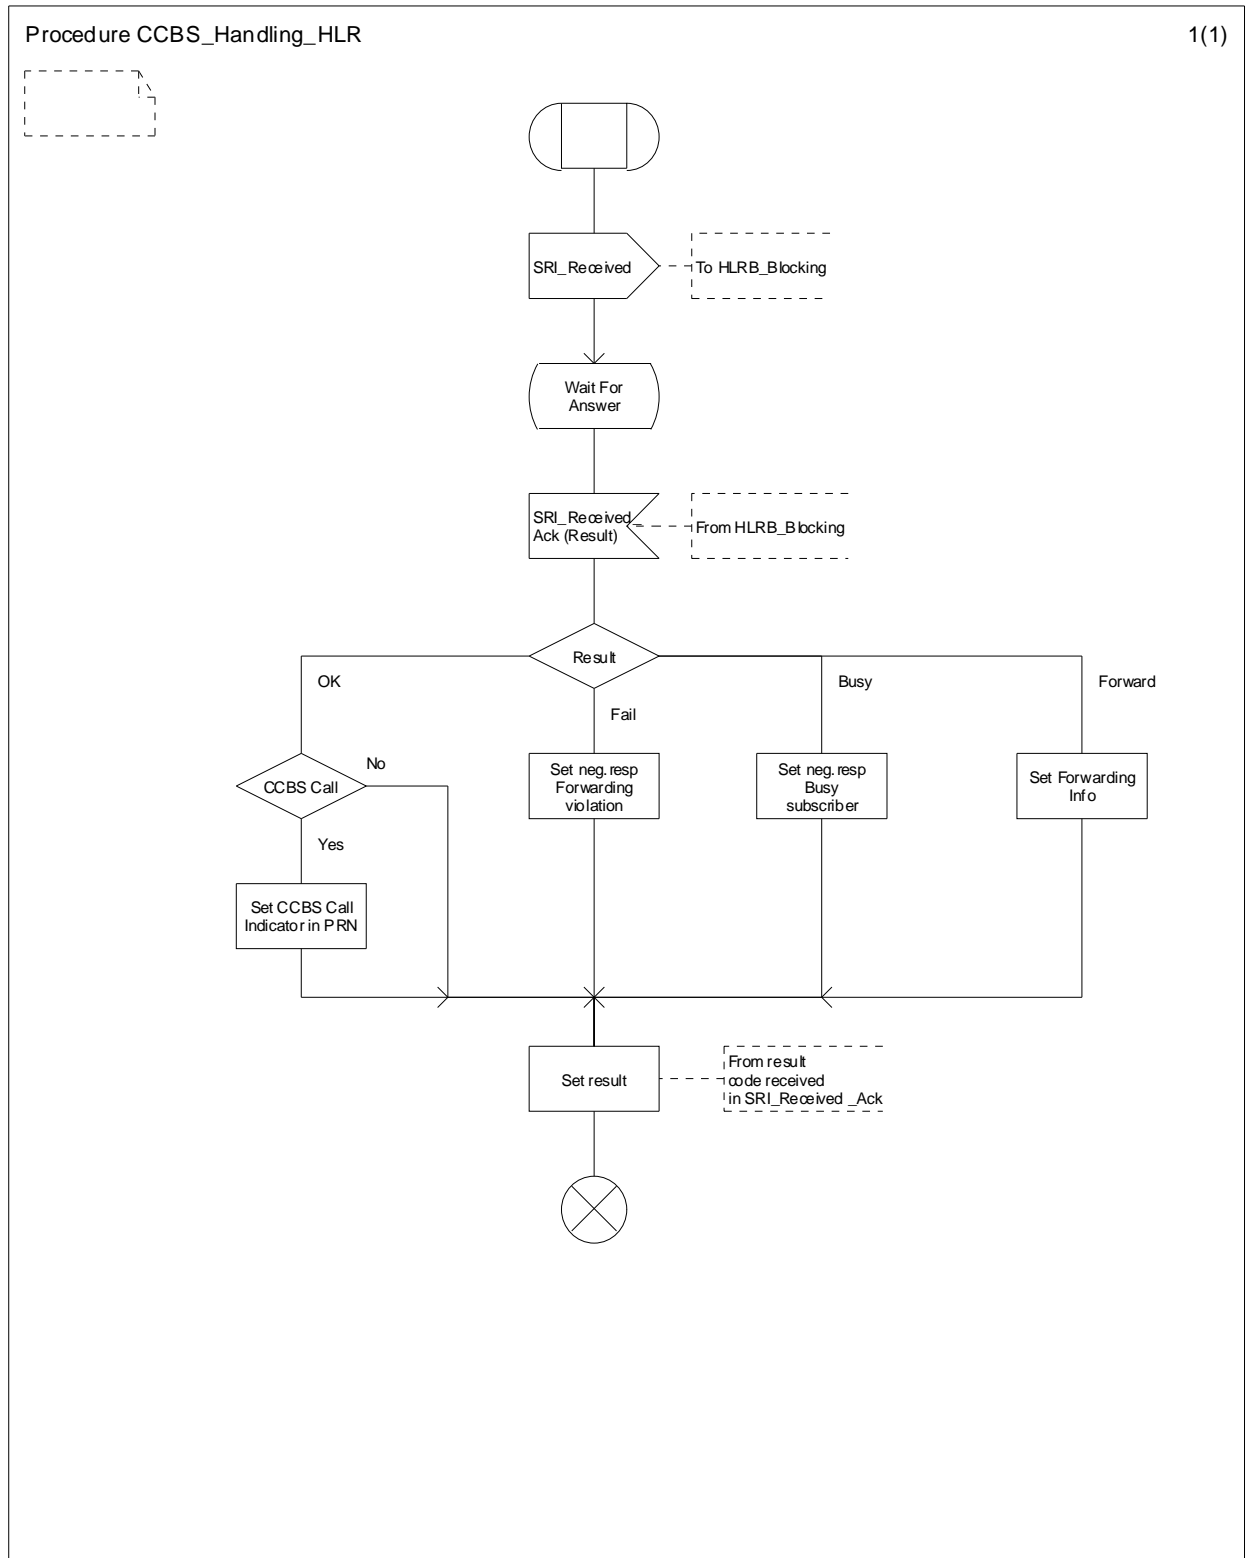 Procedure CCBS_Handling_HLR
1(1)
SRI_Received
To HLRB_Blocking
Wait For
Answer
SRI_Received_
Ack (Result)
From HLRB_Blocking
Result
OK
Busy
Forward
Fail
No
CCBS Call
Set neg.resp
Forwarding
violation
Set neg.resp
Busy
subscriber
Set Forwarding
Info
Yes
Set CCBS Call
Indicator in PRN
Set result
From result
code received
in SRI_Received _Ack